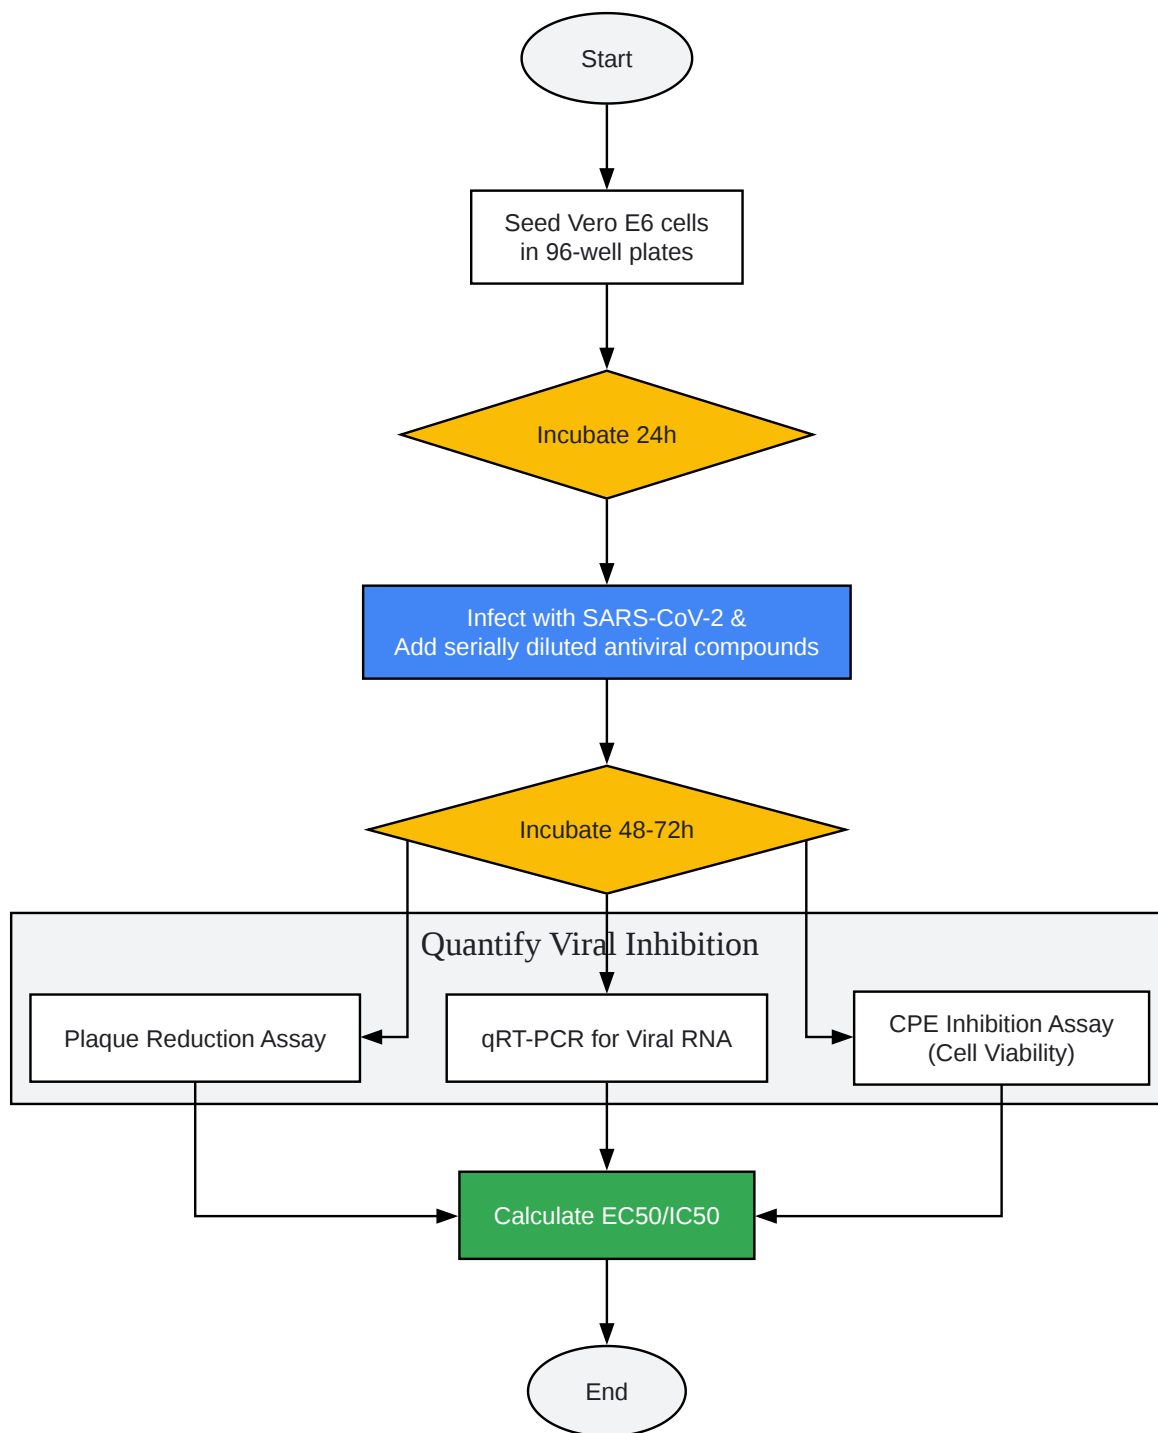 Start
Seed Vero E6 cells
in 96-well plates
Incubate 24h
Infect with SARS-CoV-2 &
Add serially diluted antiviral compounds
Incubate 48-72h
Quantify Viral Inhibition
Plaque Reduction Assay
qRT-PCR for Viral RNA
CPE Inhibition Assay
(Cell Viability)
Calculate EC50/IC50
End